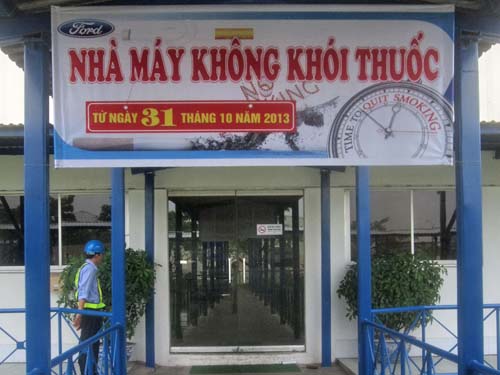 Ford
NHÀ MÁY KHÔNG KHÓI THUỐC
NO
SMOKING
TỪ NGÀY 31 THÁNG 10 NĂM 2013
TIME TO QUIT SMOKING